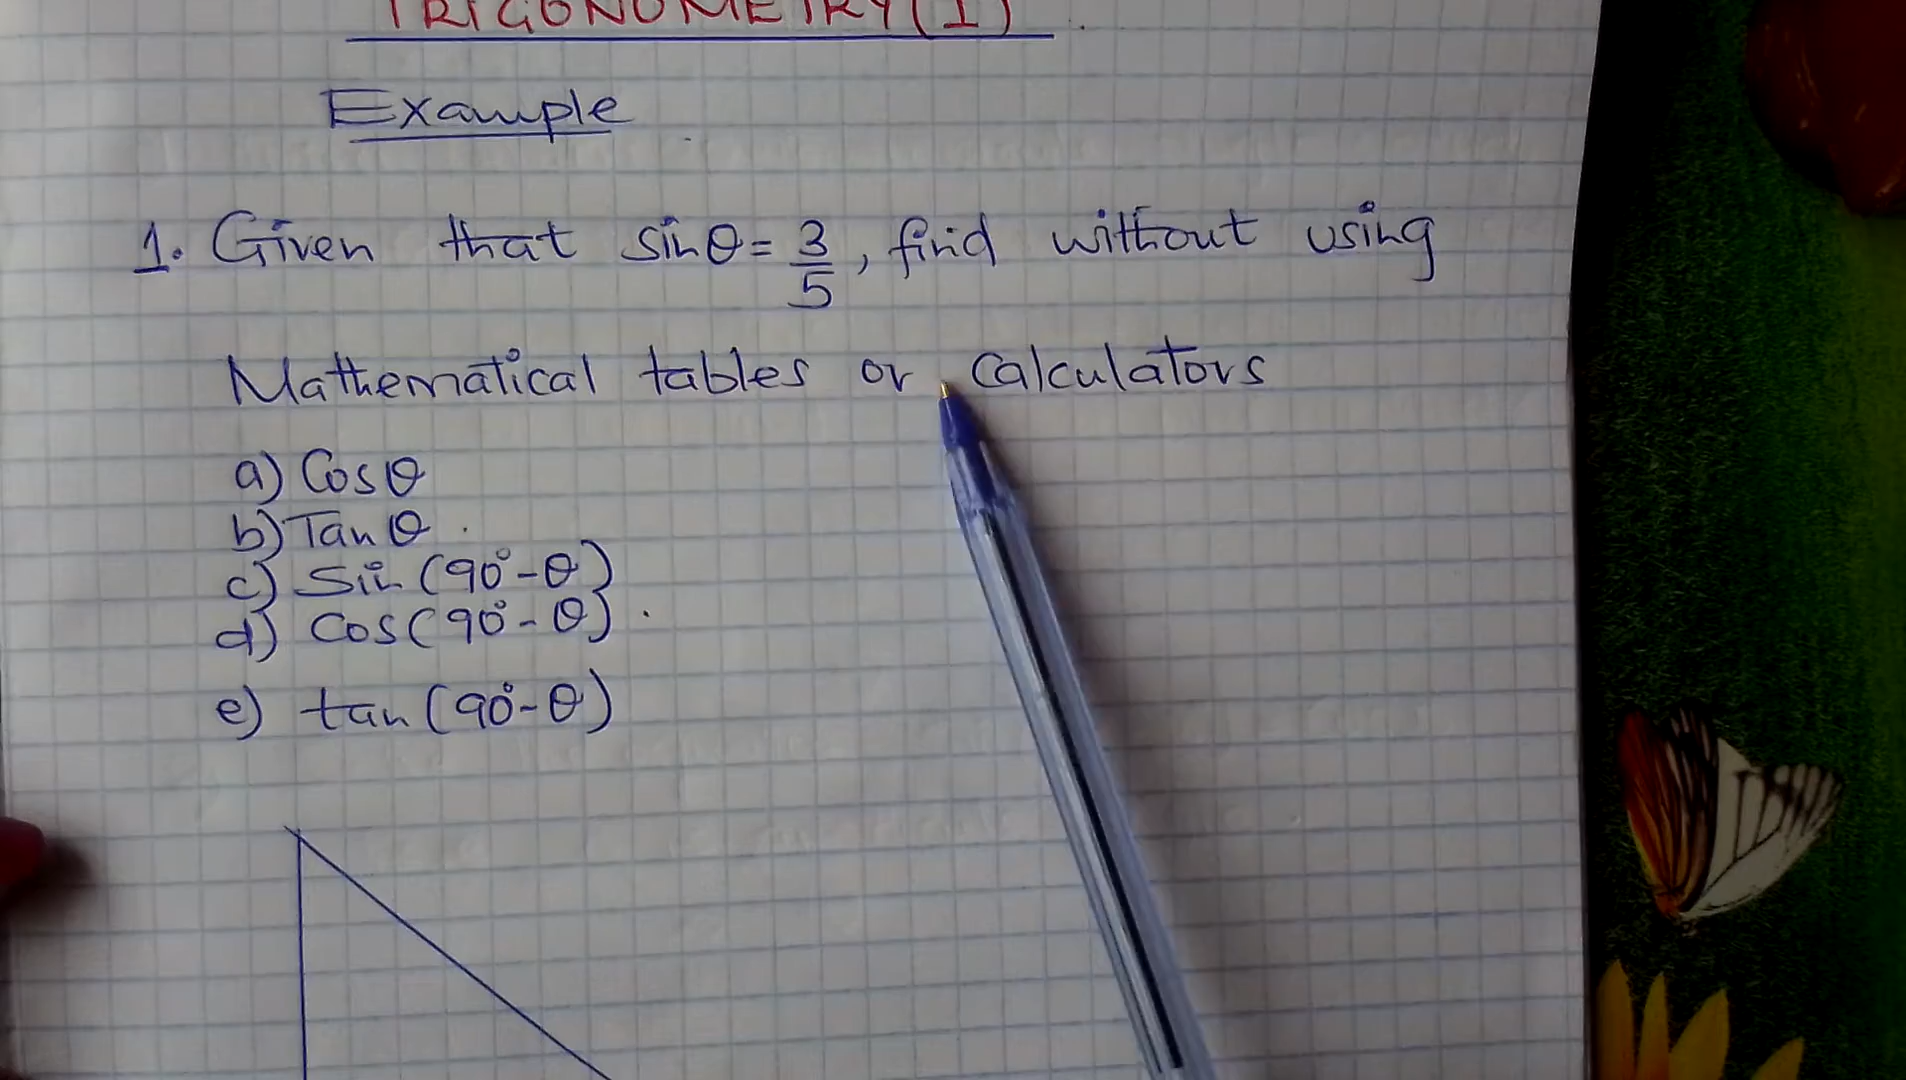 TRIGONOMETRY (I)
Example
1. Given that sinθ = 3/5, find without using
Mathematical tables or calculators
a) Cosθ
b) Tanθ.
c) Sin (90°-θ)
d) Cos (90°-θ).
e) tan (90°-θ)